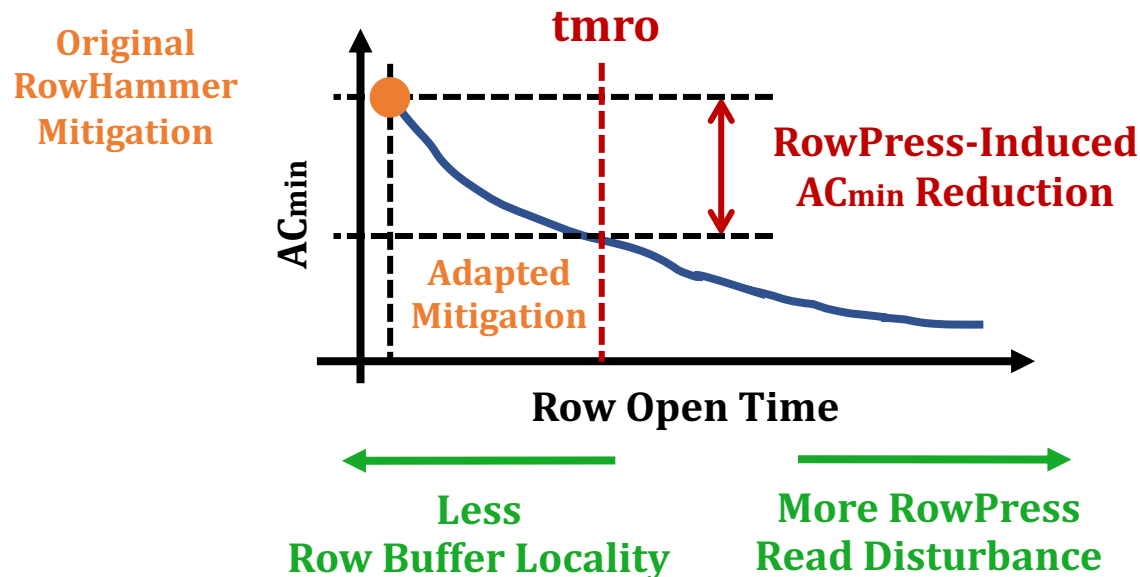 tmro
Original
RowHammer
Mitigation
RowPress-Induced
ACmin Reduction
ACmin
Adapted
Mitigation
Row Open Time
Less
Row Buffer Locality
More RowPress
Read Disturbance